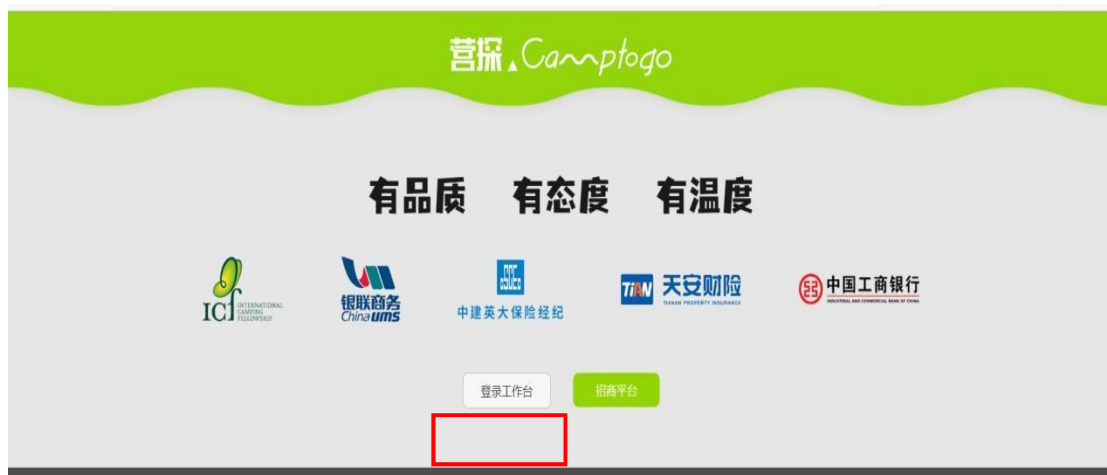 营探 Camptogo
有品质 有态度 有温度
ICF INTERNATIONAL CAMPING FELLOWSHIP
银联商务
China ums
中建英大保险经纪
TIAN 天安财险
TIANAN PROPERTY INSURANCE
中国工商银行
INDUSTRIAL AND COMMERCIAL BANK OF CHINA
登录工作台 招商平台